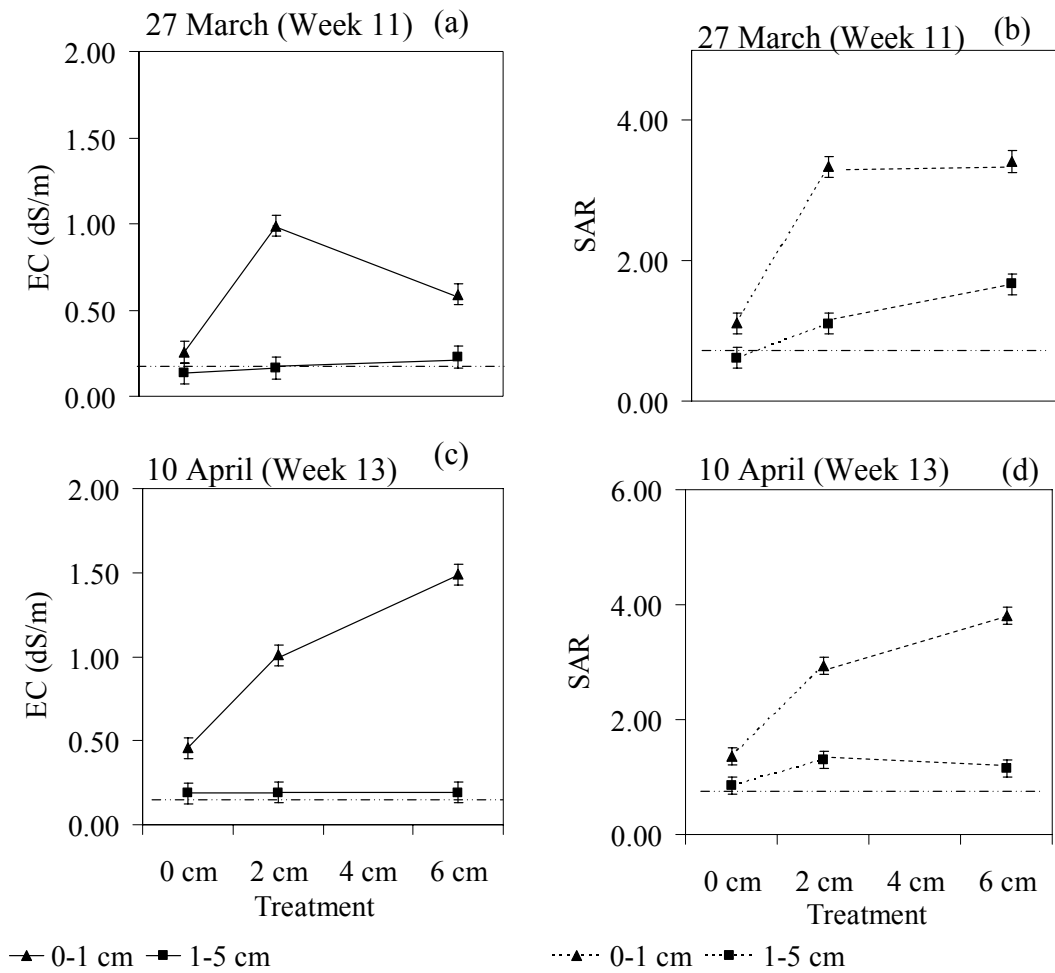 27 March (Week 11) (a)
2.00
1.50
1.00
0.50
0.00
EC (dS/m)
27 March (Week 11) (b)
4.00
2.00
0.00
SAR
10 April (Week 13) (c)
2.00
1.50
1.00
0.50
0.00
EC (dS/m)
0 cm 2 cm 4 cm 6 cm
Treatment
10 April (Week 13) (d)
6.00
4.00
2.00
0.00
SAR
0 cm 2 cm 4 cm 6 cm
Treatment
0-1 cm 1-5 cm
0-1 cm 1-5 cm